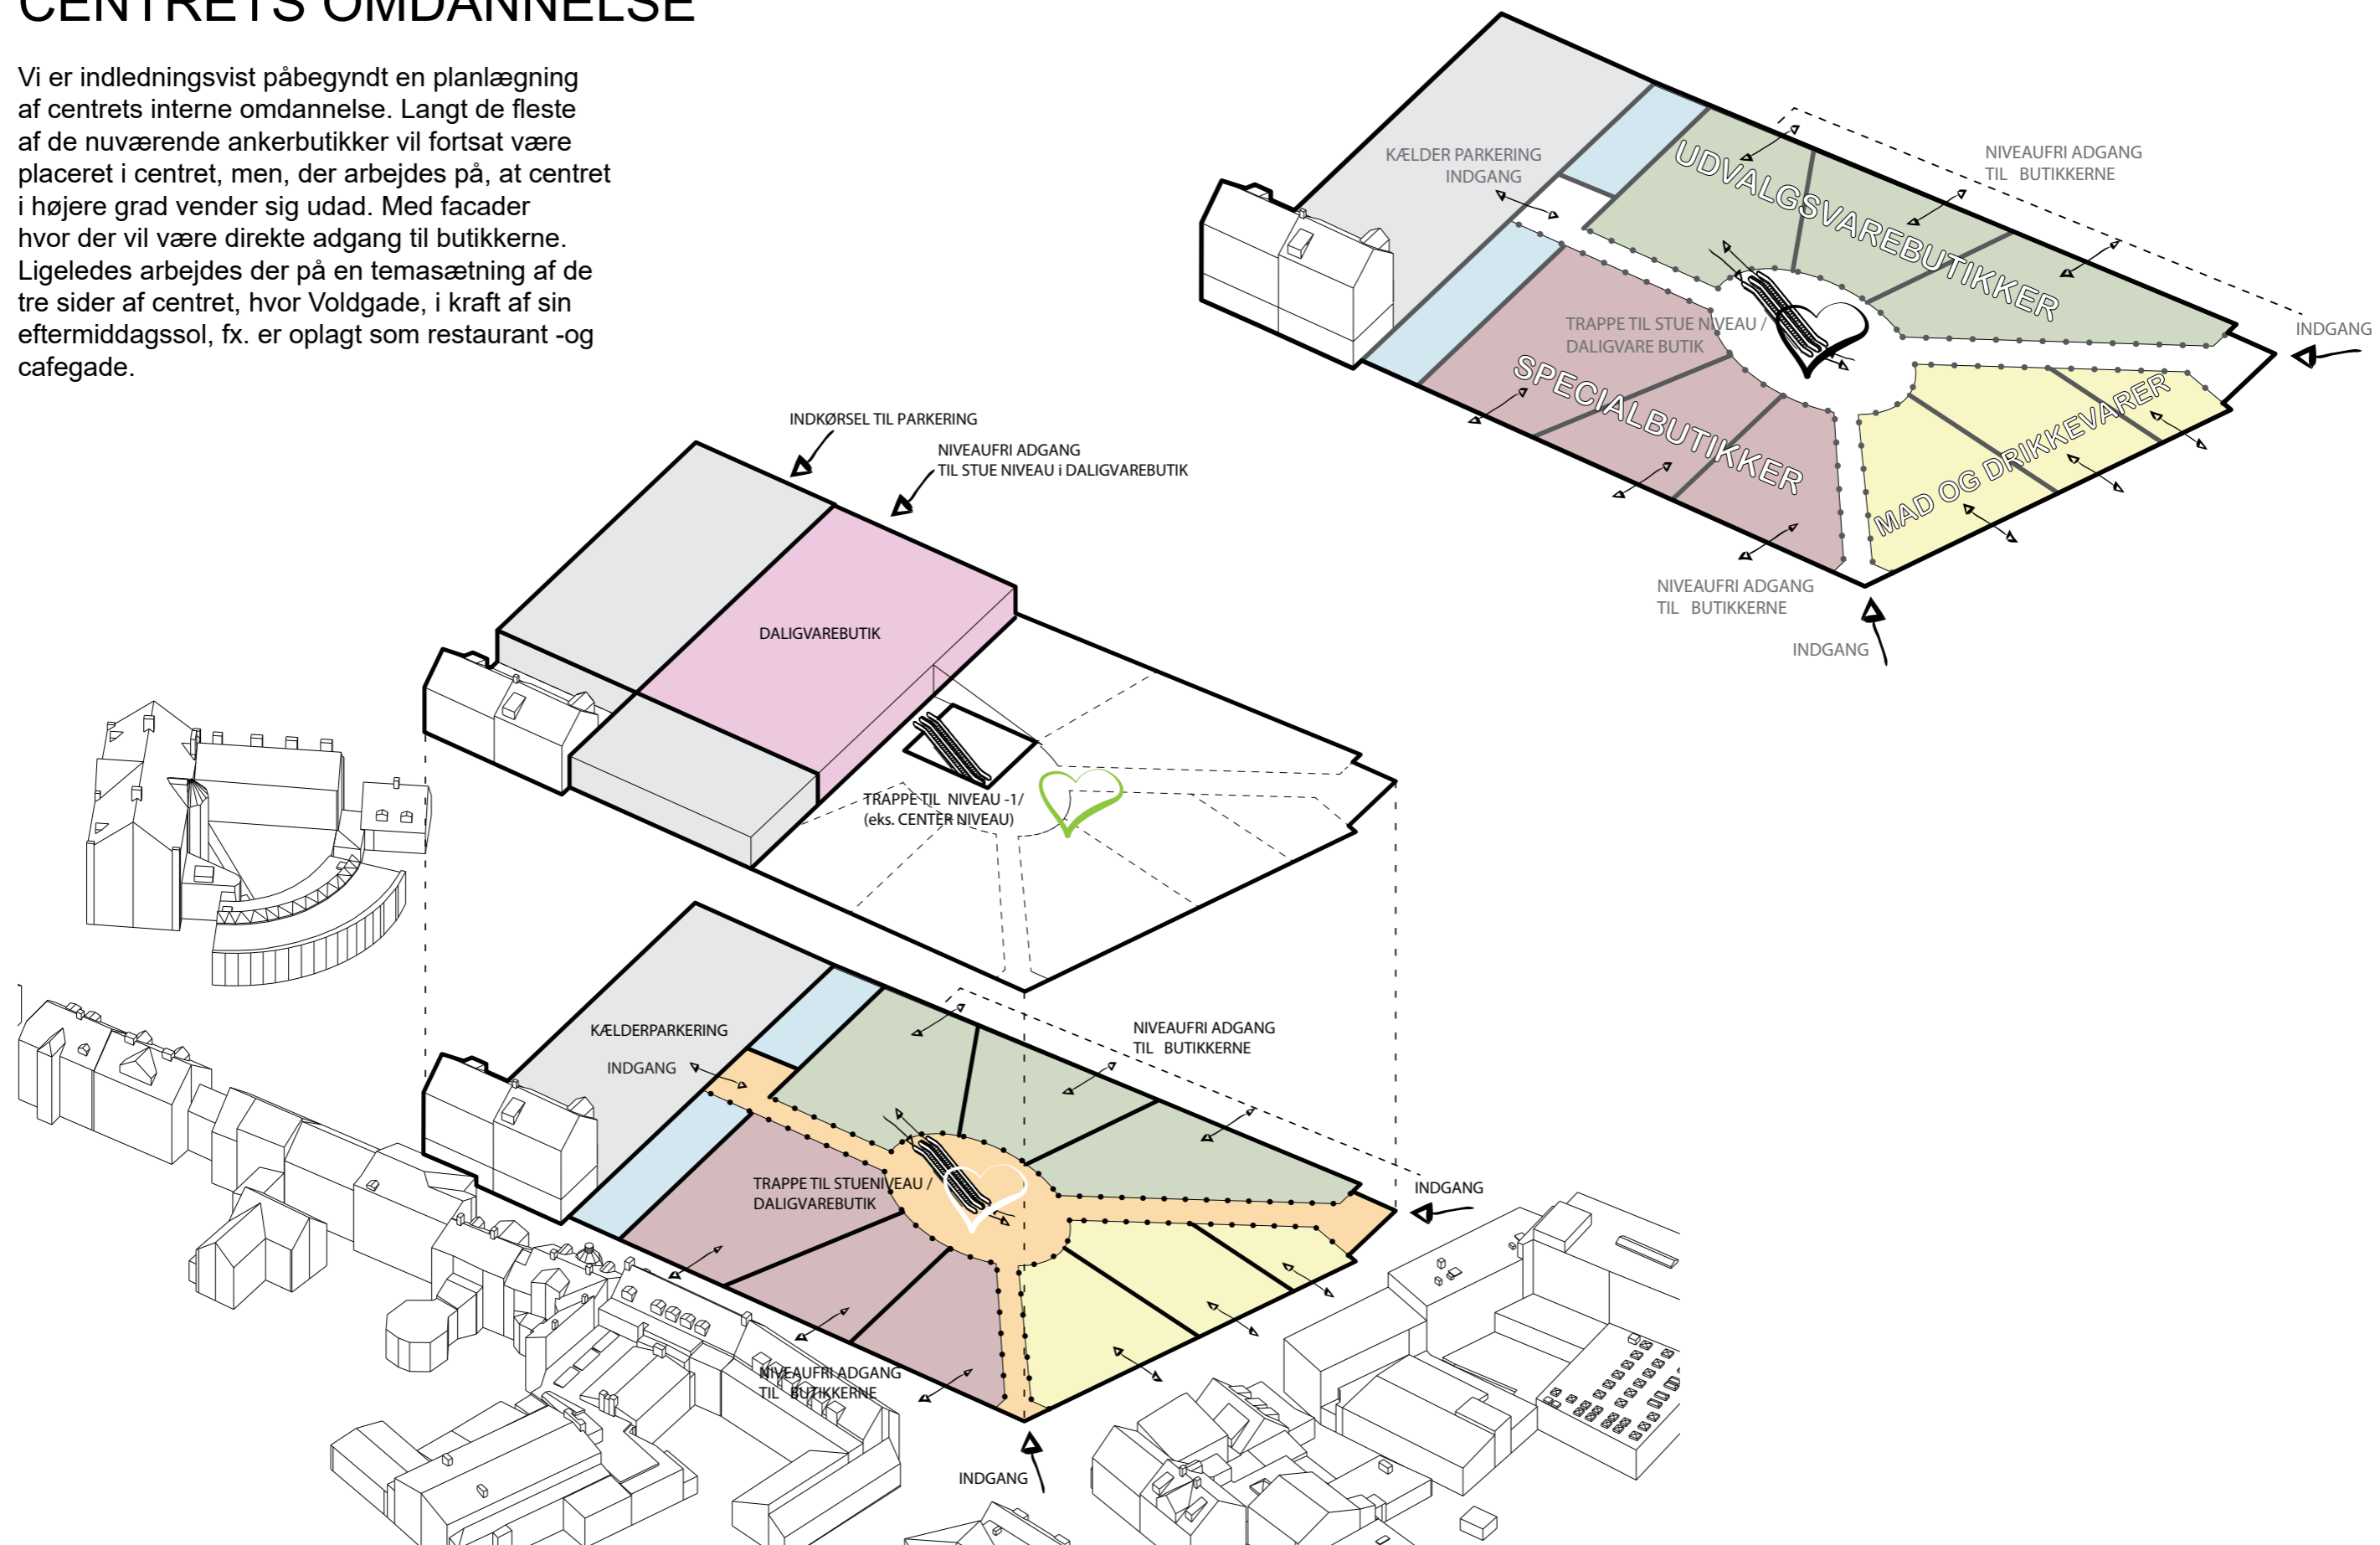 CENTRETS OMDANNELSE
Vi er indledningsvist påbegyndt en planlægning
af centrets interne omdannelse. Langt de fleste
af de nuværende ankerbutikker vil fortsat være
placeret i centret, men, der arbejdes på, at centret
i højere grad vender sig udad. Med facader
hvor der vil være direkte adgang til butikkerne.
Ligeledes arbejdes der på en temasætning af de
tre sider af centret, hvor Voldgade, i kraft af sin
eftermiddagssol, fx. er oplagt som restaurant -og
cafegade.
KÆLDER PARKERING
INDGANG
UDVALGSVAREBUTIKKER
NIVEAUFRI ADGANG
TIL BUTIKKERNE
TRAPPE TIL STUE NIVEAU /
DALIGVARE BUTIK
INDGANG
SPECIALBUTIKKER
MAD OG DRIKKEVARER
NIVEAUFRI ADGANG
TIL BUTIKKERNE
INDGANG
INDKØRSEL TIL PARKERING
NIVEAUFRI ADGANG
TIL STUE NIVEAU i DALIGVAREBUTIK
DALIGVAREBUTIK
TRAPPE TIL NIVEAU -1/
(eks. CENTER NIVEAU)
KÆLDERPARKERING
INDGANG
NIVEAUFRI ADGANG
TIL BUTIKKERNE
TRAPPE TIL STUENIVEAU /
DALIGVAREBUTIK
INDGANG
NIVEAUFRI ADGANG
TIL BUTIKKERNE
INDGANG